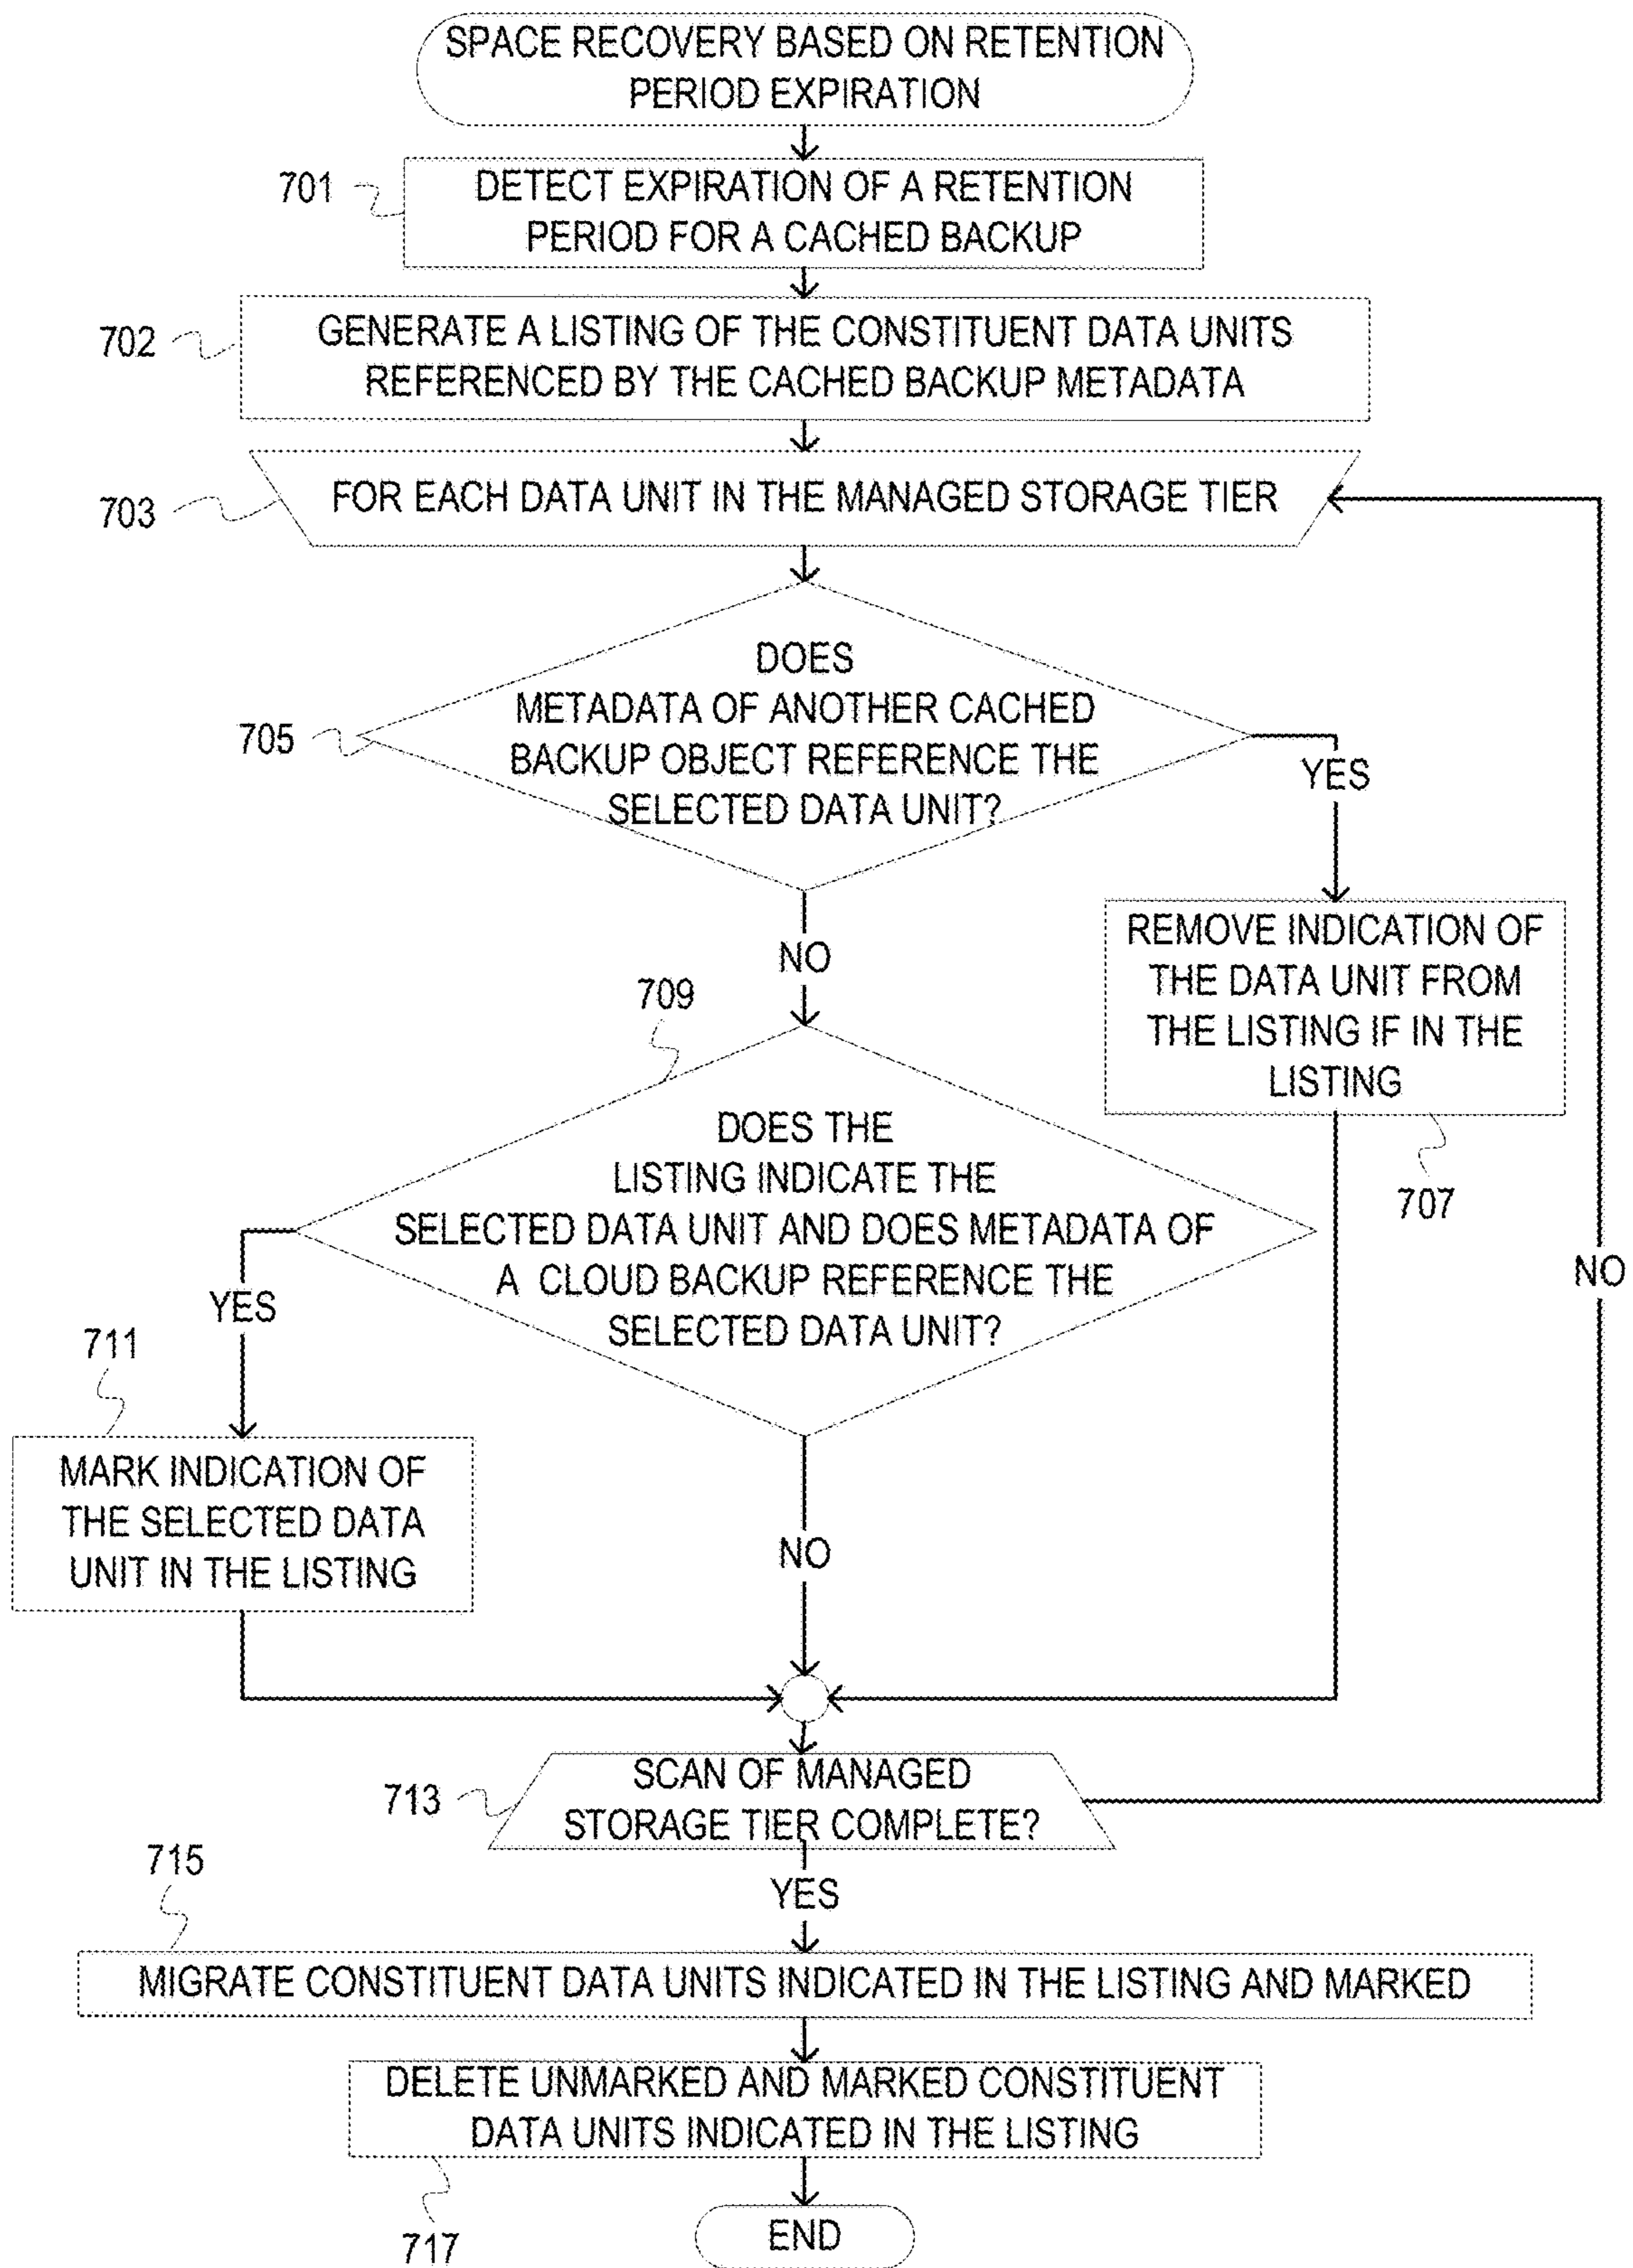 SPACE RECOVERY BASED ON RETENTION
PERIOD EXPIRATION
701
DETECT EXPIRATION OF A RETENTION
PERIOD FOR A CACHED BACKUP
702
GENERATE A LISTING OF THE CONSTITUENT DATA UNITS
REFERENCED BY THE CACHED BACKUP METADATA
703
FOR EACH DATA UNIT IN THE MANAGED STORAGE TIER
705
DOES
METADATA OF ANOTHER CACHED
BACKUP OBJECT REFERENCE THE
SELECTED DATA UNIT?
YES
NO
REMOVE INDICATION OF
THE DATA UNIT FROM
THE LISTING IF IN THE
LISTING
707
709
DOES THE
LISTING INDICATE THE
SELECTED DATA UNIT AND DOES METADATA OF
A CLOUD BACKUP REFERENCE THE
SELECTED DATA UNIT?
YES
NO
711
MARK INDICATION OF
THE SELECTED DATA
UNIT IN THE LISTING
NO
713
SCAN OF MANAGED
STORAGE TIER COMPLETE?
YES
715
MIGRATE CONSTITUENT DATA UNITS INDICATED IN THE LISTING AND MARKED
DELETE UNMARKED AND MARKED CONSTITUENT
DATA UNITS INDICATED IN THE LISTING
717
END